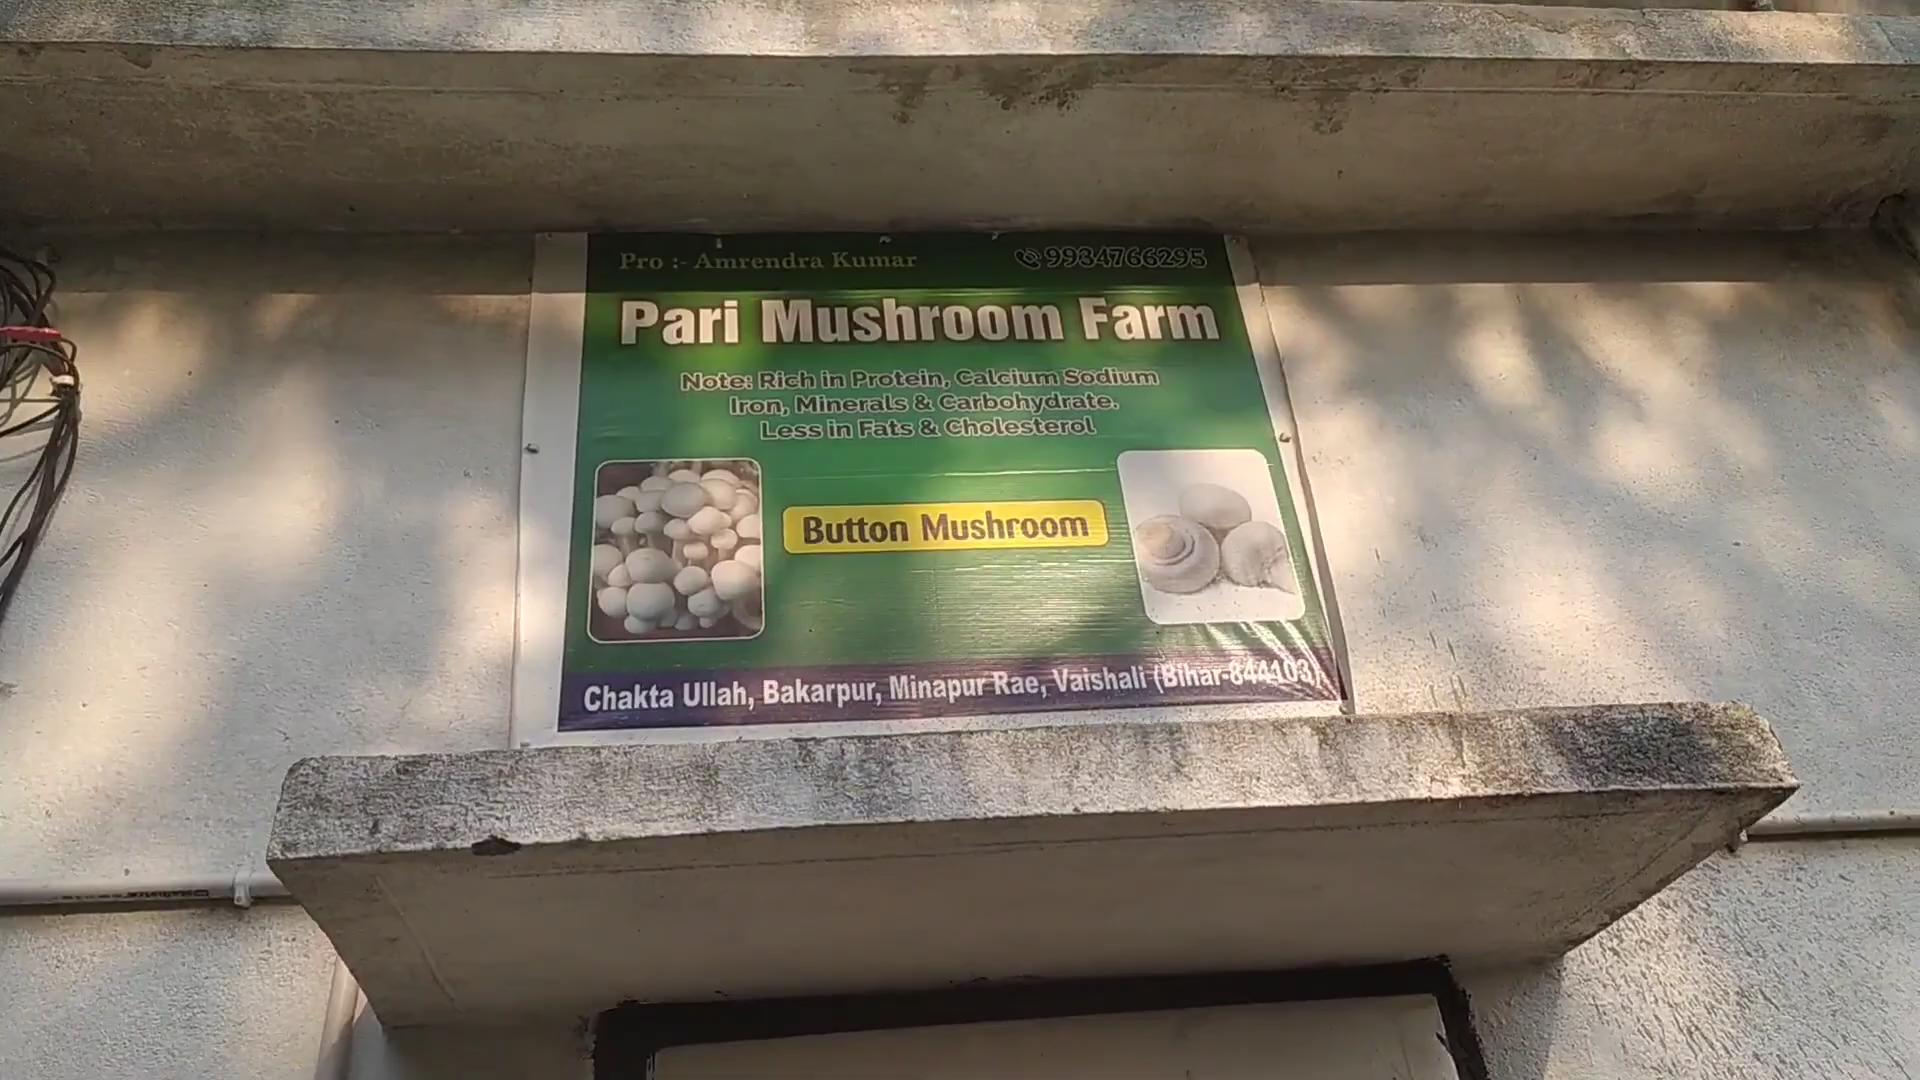 Pro :- Amrendra Kumar 9934766295
Pari Mushroom Farm
Note: Rich in Protein, Calcium Sodium
Iron, Minerals & Carbohydrate.
Less in Fats & Cholesterol
Button Mushroom
Chakta Ullah, Bakarpur, Minapur Rae, Vaishali (Bihar-844103)